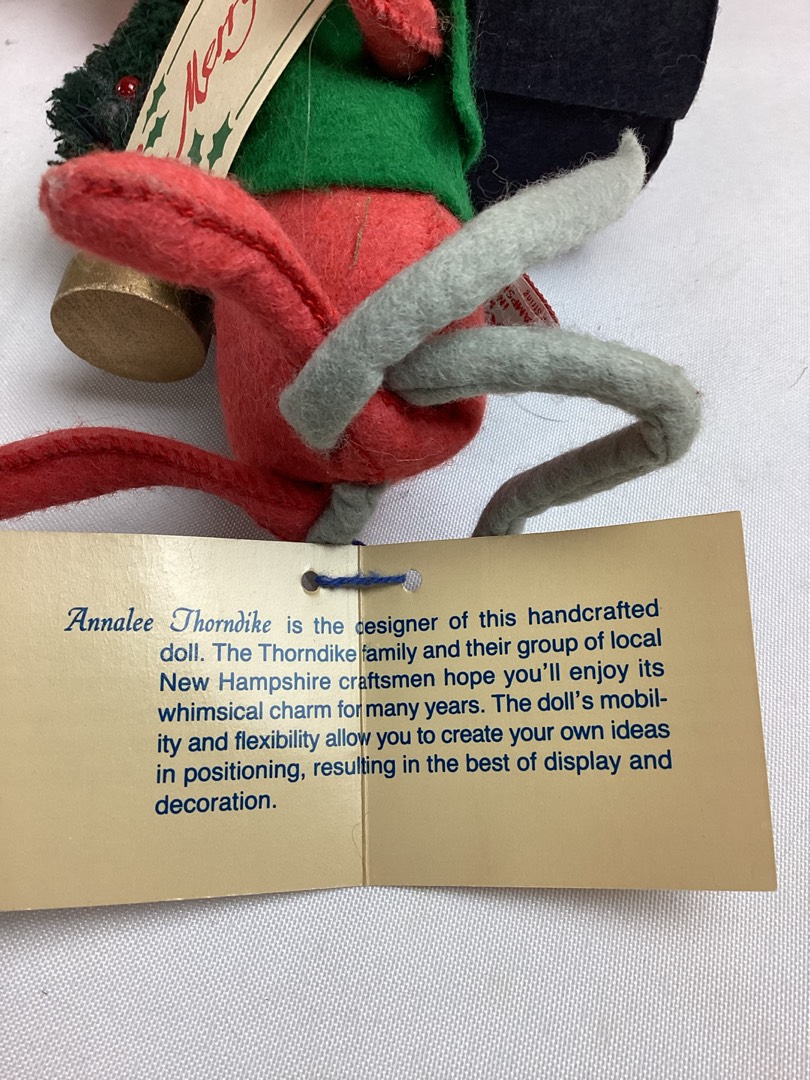 Merry
Annalee Thorndike is the designer of this handcrafted
doll. The Thorndike family and their group of local
New Hampshire craftsmen hope you'll enjoy its
whimsical charm for many years. The doll's mobil-
ity and flexibility allow you to create your own ideas
in positioning, resulting in the best of display and
decoration.